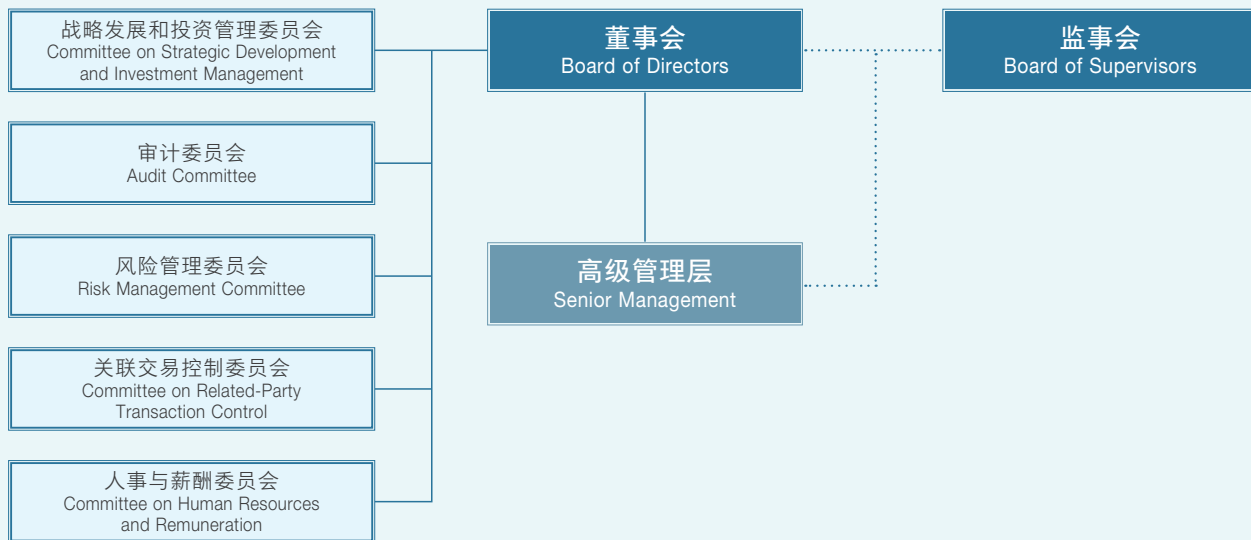 战略发展和投资管理委员会
Committee on Strategic Development
and Investment Management
审计委员会
Audit Committee
风险管理委员会
Risk Management Committee
关联交易控制委员会
Committee on Related-Party
Transaction Control
人事与薪酬委员会
Committee on Human Resources
and Remuneration
董事会
Board of Directors
高级管理层
Senior Management
监事会
Board of Supervisors